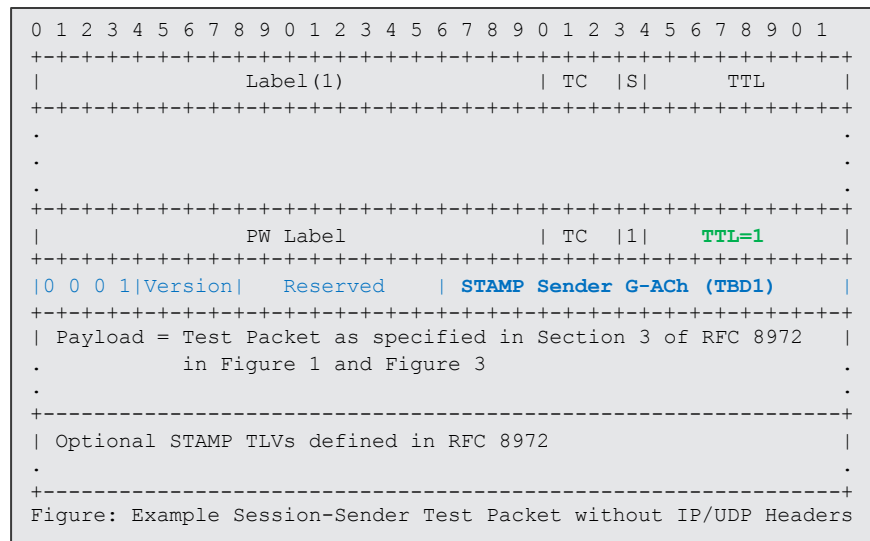 0 1 2 3 4 5 6 7 8 9 0 1 2 3 4 5 6 7 8 9 0 1 2 3 4 5 6 7 8 9 0 1
+-+-+-+-+-+-+-+-+-+-+-+-+-+-+-+-+-+-+-+-+-+-+-+-+-+-+-+-+-+-+-+-+
|                Label(1)                | TC  |S|      TTL      |
+-+-+-+-+-+-+-+-+-+-+-+-+-+-+-+-+-+-+-+-+-+-+-+-+-+-+-+-+-+-+-+-+
.                                                               .
.                                                               .
.                                                               .
+-+-+-+-+-+-+-+-+-+-+-+-+-+-+-+-+-+-+-+-+-+-+-+-+-+-+-+-+-+-+-+-+
|                PW Label                | TC  |1|    TTL=1      |
+-+-+-+-+-+-+-+-+-+-+-+-+-+-+-+-+-+-+-+-+-+-+-+-+-+-+-+-+-+-+-+-+
|0 0 0 1|Version|   Reserved    | STAMP Sender G-ACh (TBD1)     |
+-+-+-+-+-+-+-+-+-+-+-+-+-+-+-+-+-+-+-+-+-+-+-+-+-+-+-+-+-+-+-+-+
| Payload = Test Packet as specified in Section 3 of RFC 8972   |
.           in Figure 1 and Figure 3                            .
.                                                               .
+---------------------------------------------------------------+
| Optional STAMP TLVs defined in RFC 8972                       |
.                                                               .
+---------------------------------------------------------------+
Figure: Example Session-Sender Test Packet without IP/UDP Headers